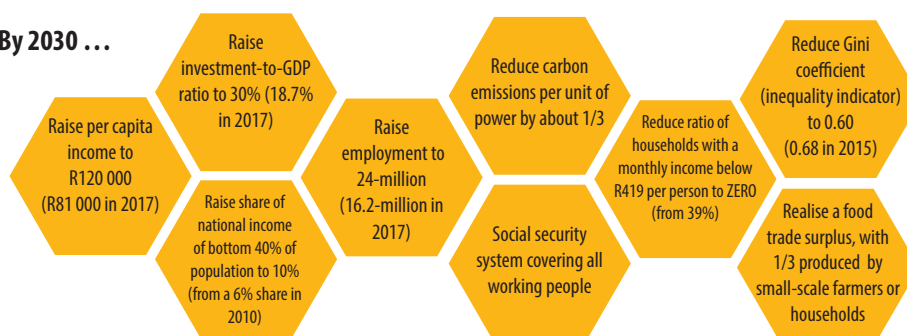 By 2030 …
Raise per capita
income to
R120 000
(R81 000 in 2017)
Raise
investment-to-GDP
ratio to 30% (18.7%
in 2017)
Raise share of
national income
of bottom 40% of
population to 10%
(from a 6% share in
2010)
Raise
employment to
24-million
(16.2-million in
2017)
Reduce carbon
emissions per unit of
power by about 1/3
Social security
system covering all
working people
Reduce ratio of
households with a
monthly income below
R419 per person to ZERO
(from 39%)
Reduce Gini
coefficient
(inequality indicator)
to 0.60
(0.68 in 2015)
Realise a food
trade surplus, with
1/3 produced by
small-scale farmers or
households